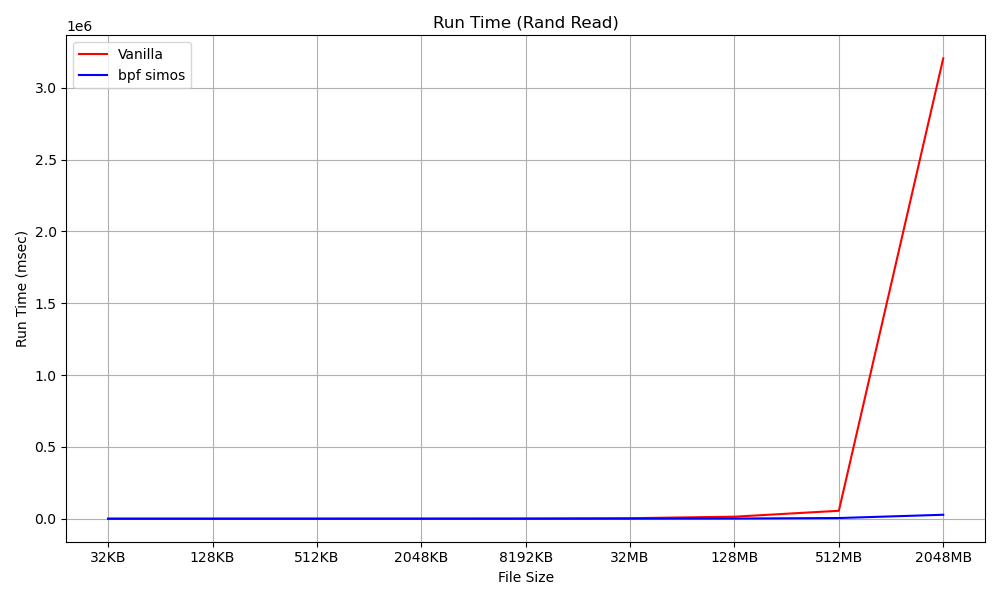 Run Time (Rand Read)
1e6
Vanilla
bpf simos
3.0
2.5
2.0
1.5
1.0
0.5
0.0
Run Time (msec)
32KB 128KB 512KB 2048KB 8192KB 32MB 128MB 512MB 2048MB
File Size